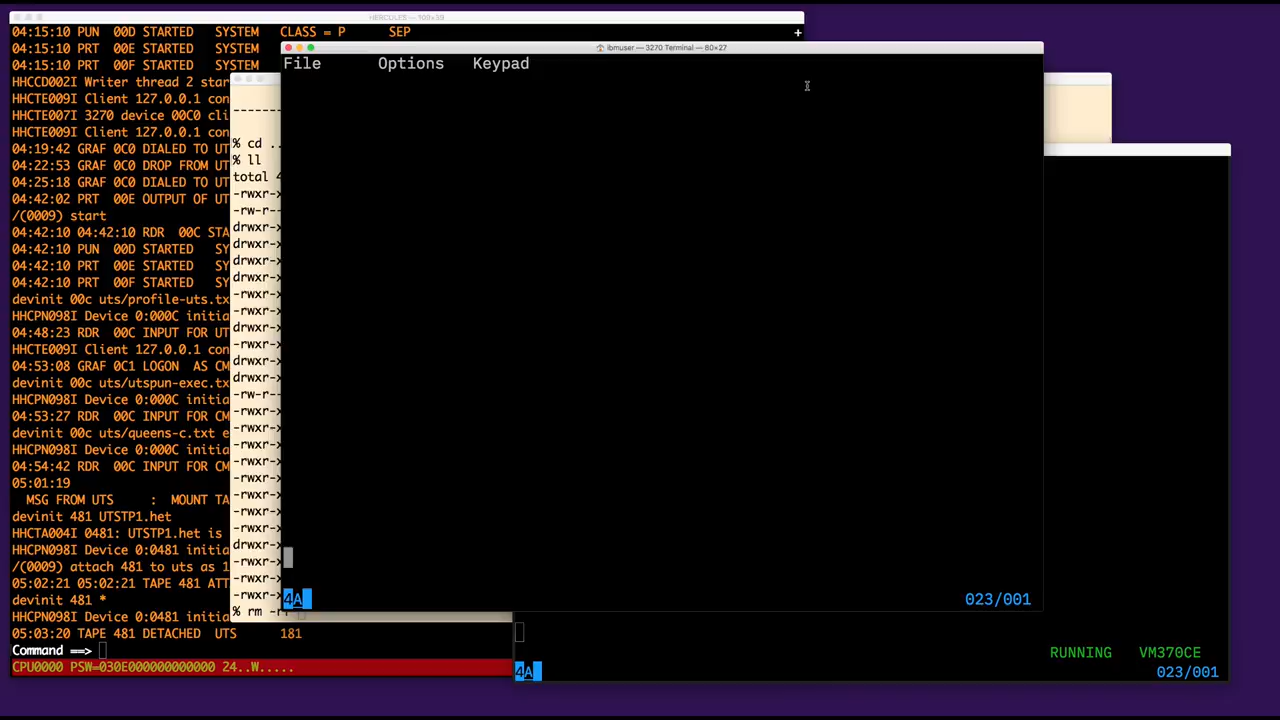 HERCULES — 100×39
04:15:10 PUN  00D STARTED   SYSTEM   CLASS = P      SEP
04:15:10 PRT  00E STARTED   SYSTEM
+
04:15:10 PRT  00F STARTED   SYSTEM
HHCCD002I Writer thread 2 star
HHCTE009I Client 127.0.0.1 con
HHCTE007I 3270 device 00C0 cli
HHCTE009I Client 127.0.0.1 con
04:19:42 GRAF 0C0 DIALED TO UT
04:22:53 GRAF 0C0 DROP FROM UT
04:25:18 GRAF 0C0 DIALED TO UT
04:42:02 PRT  00E OUTPUT OF UT
/(0009) start
04:42:10 04:42:10 RDR  00C STA
04:42:10 PUN  00D STARTED   SY
04:42:10 PRT  00E STARTED   SY
04:42:10 PRT  00F STARTED   SY
devinit 00c uts/profile-uts.tx
HHCPN098I Device 0:000C initia
04:48:23 RDR  00C INPUT FOR UT
HHCTE009I Client 127.0.0.1 con
04:53:08 GRAF 0C1 LOGON  AS CM
devinit 00c uts/utspun-exec.tx
HHCPN098I Device 0:000C initia
04:53:27 RDR  00C INPUT FOR CM
devinit 00c uts/queens-c.txt e
HHCPN098I Device 0:000C initia
04:54:42 RDR  00C INPUT FOR CM
05:01:19
  MSG FROM UTS     :  MOUNT TA
devinit 481 UTSTP1.het
HHCTA004I 0481: UTSTP1.het is
HHCPN098I Device 0:0481 initia
/(0009) attach 481 to uts as 1
05:02:21 05:02:21 TAPE 481 ATT
devinit 481 *
HHCPN098I Device 0:0481 initia
05:03:20 TAPE 481 DETACHED  UTS     181
Command ==>
CPU0000 PSW=030E000000000000 24..W.....
-------
% cd ..
% ll
total 4
-rwxr-x
-rw-r--
drwxr-x
drwxr-x
drwxr-x
drwxr-x
-rwxr-x
-rwxr-x
drwxr-x
-rwxr-x
drwxr-x
drwxr-x
-rw-r--
-rwxr-x
-rwxr-x
-rwxr-x
-rwxr-x
-rwxr-x
-rwxr-x
-rwxr-x
-rwxr-x
drwxr-x
-rwxr-x
-rwxr-x
-rwxr-x
% rm -r
ibmuser — 3270 Terminal — 80×27
File      Options   Keypad
4A      023/001
RUNNING   VM370CE
4A      023/001